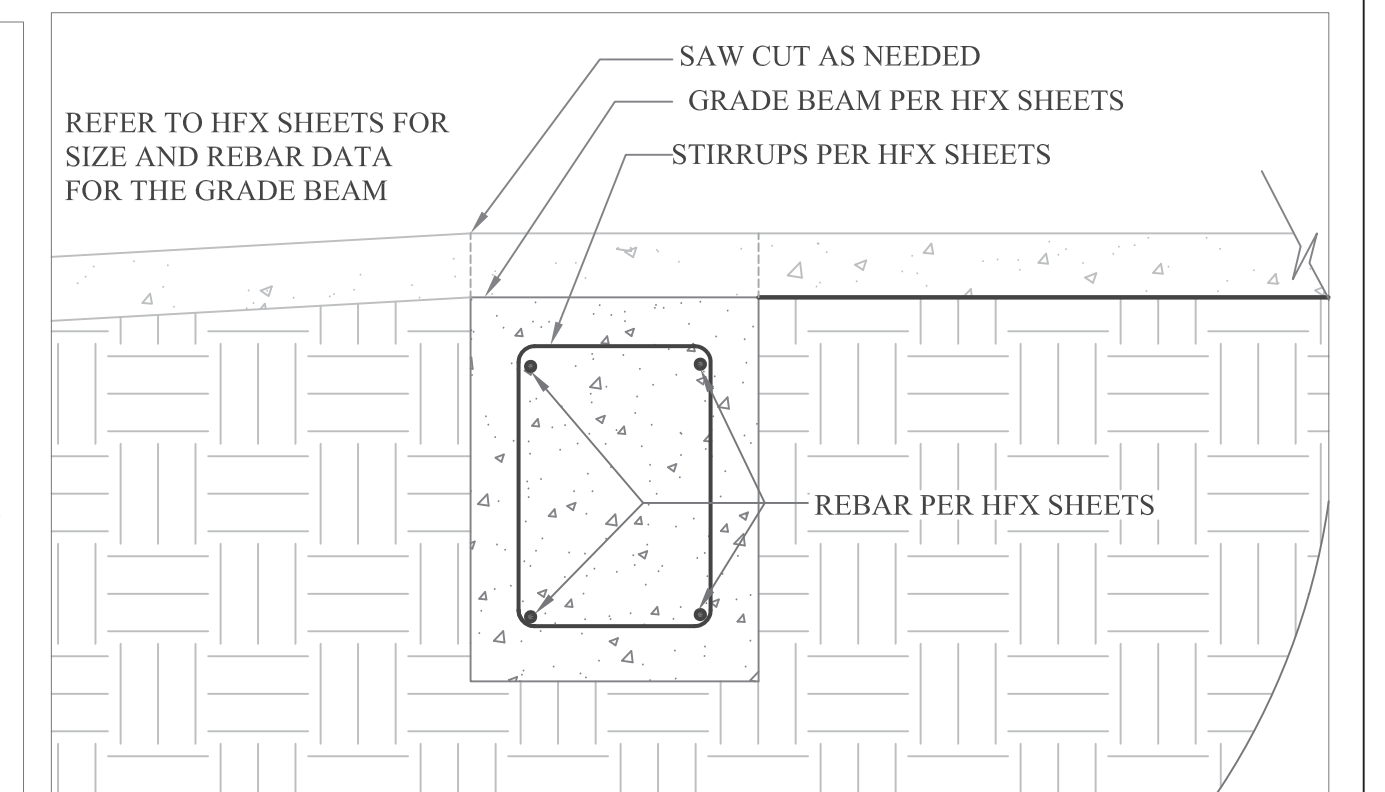 SAW CUT AS NEEDED
GRADE BEAM PER HFX SHEETS
REFER TO HFX SHEETS FOR
SIZE AND REBAR DATA
FOR THE GRADE BEAM
STIRRUPS PER HFX SHEETS
REBAR PER HFX SHEETS